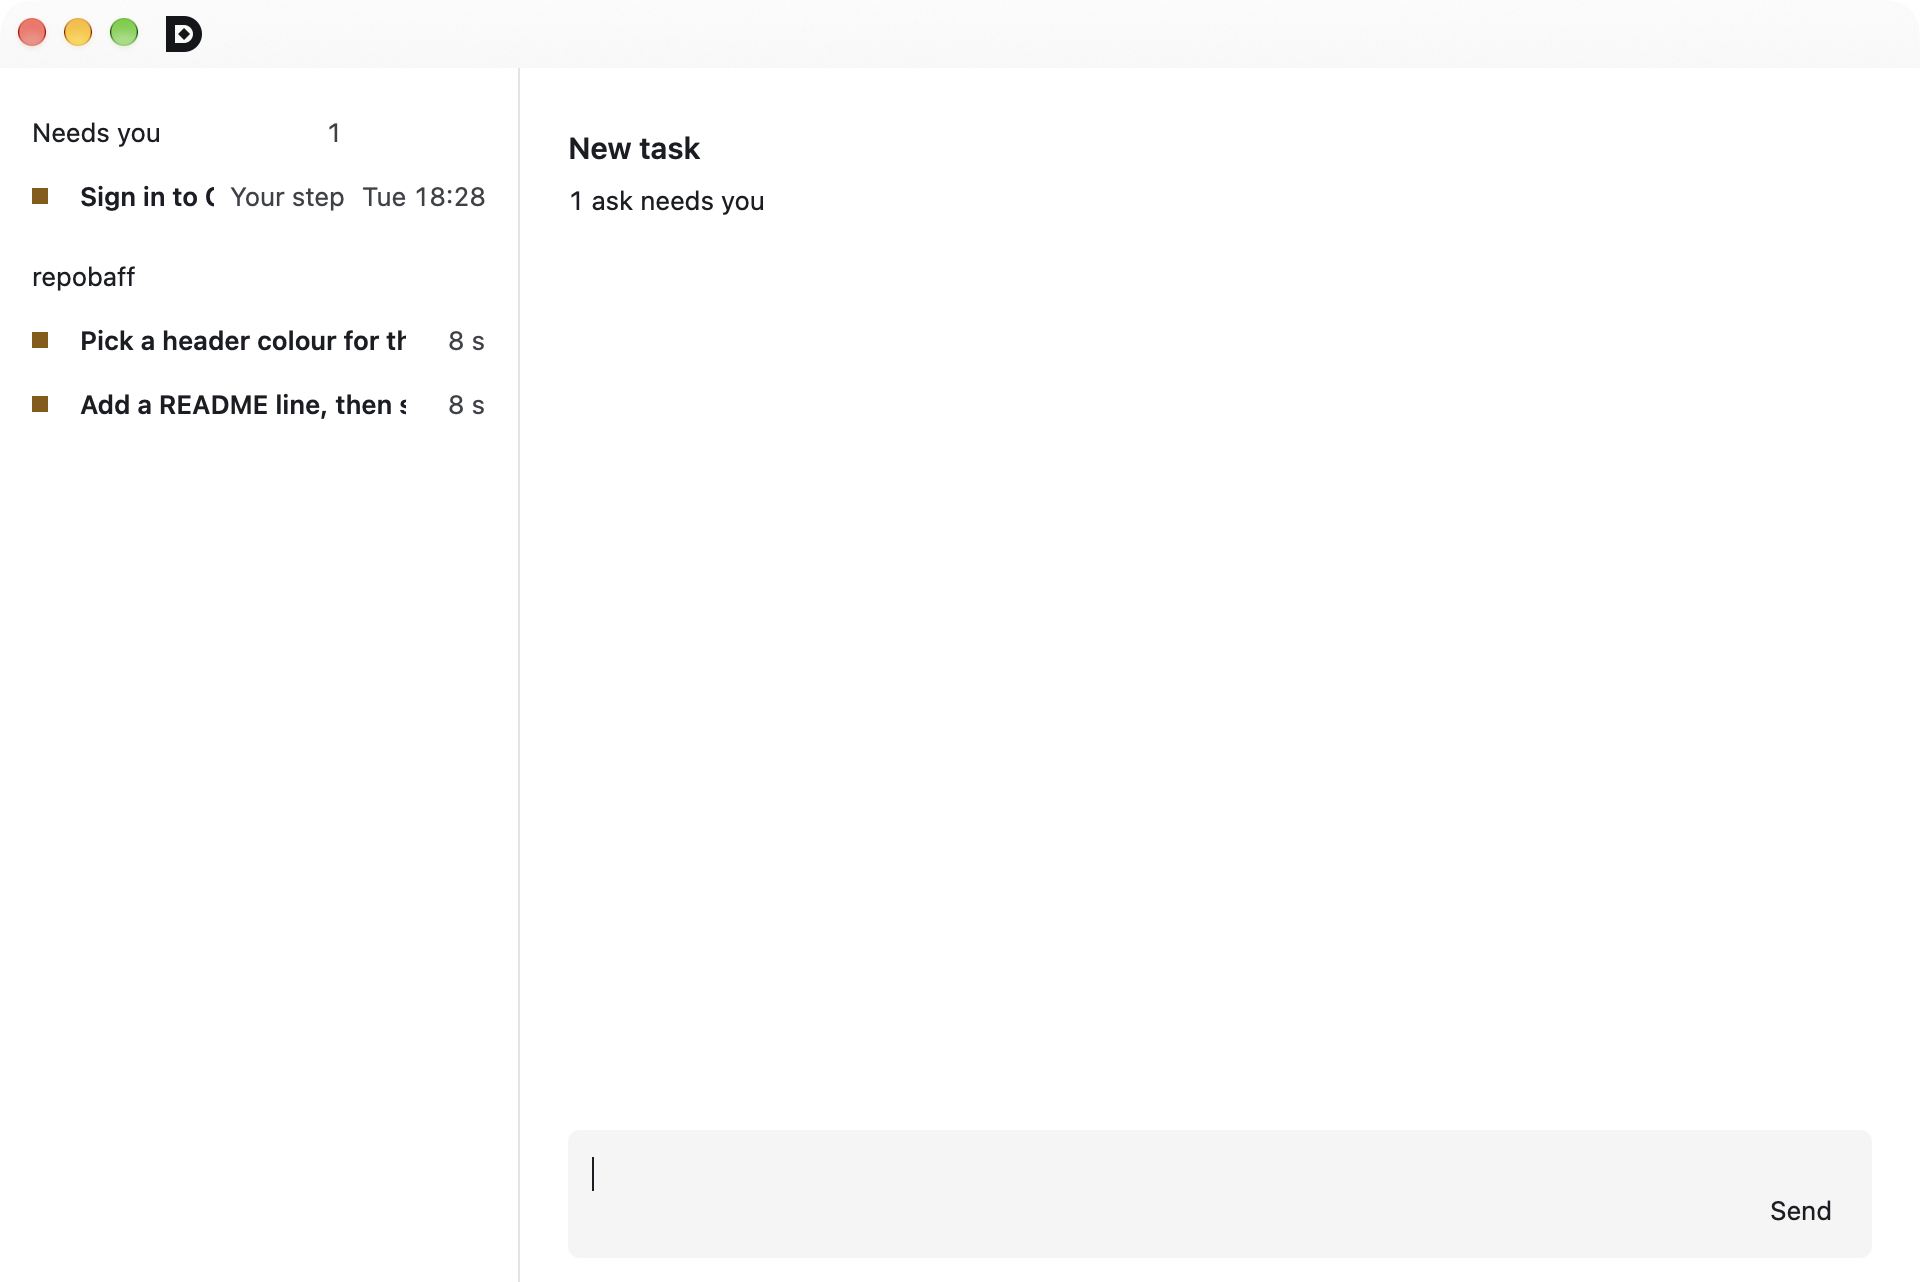 Needs you 1
Sign in to Your step Tue 18:28
repobaff
Pick a header colour for 8 s
Add a README line, then 8 s
New task
1 ask needs you
Send